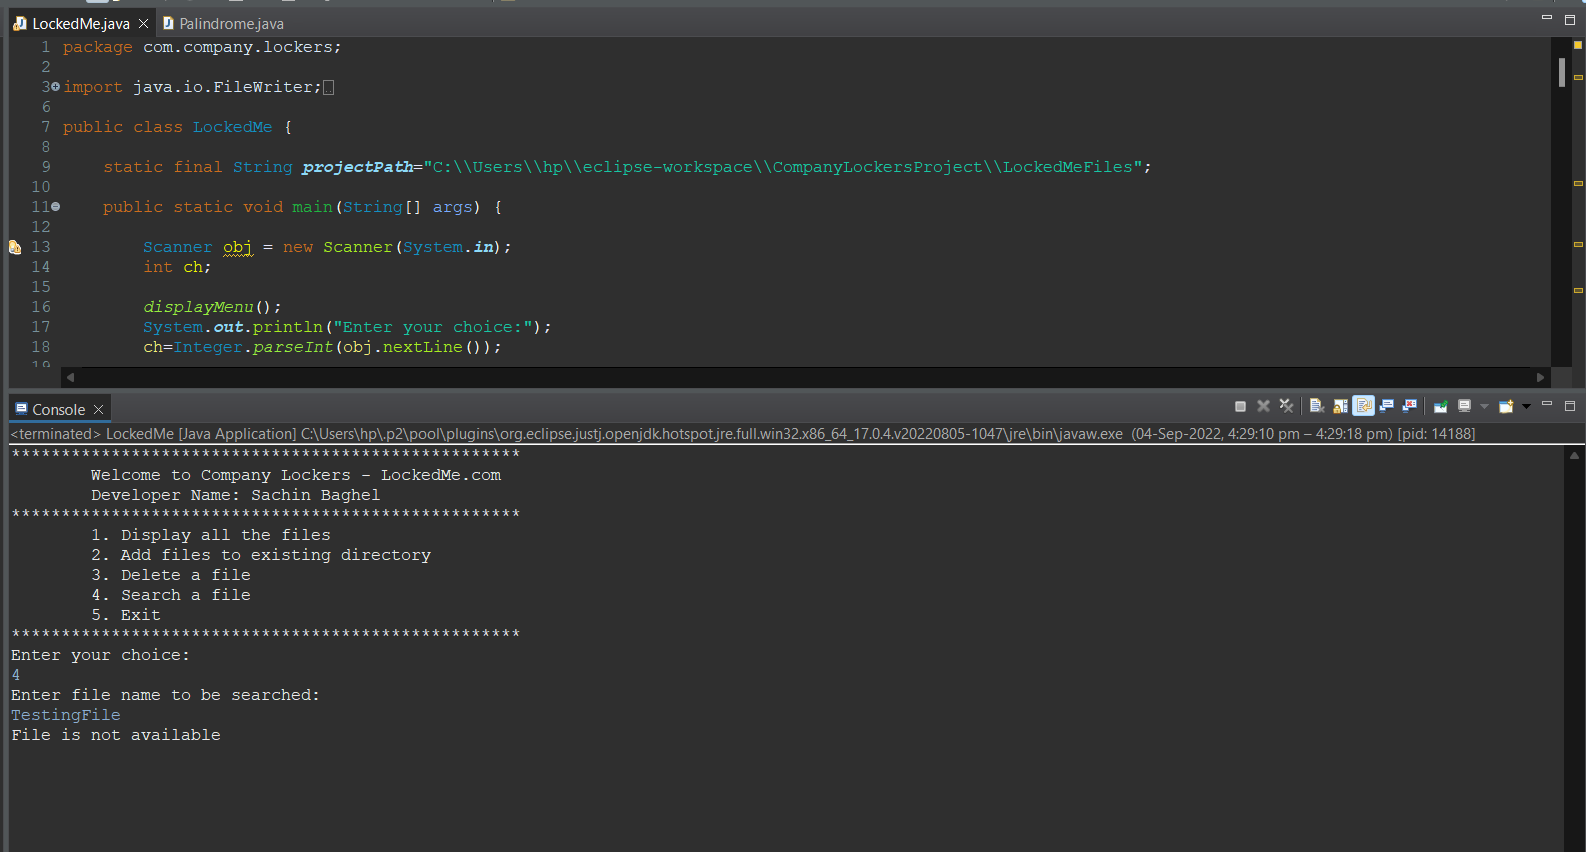 LockedMe.java Palindrome.java
1 package com.company.lockers;
2
3 import java.io.FileWriter;
6
7 public class LockedMe {
8
9 static final String projectPath="C:\\Users\\hp\\eclipse-workspace\\CompanyLockersProject\\LockedMeFiles";
10
11 public static void main(String[] args) {
12
13 Scanner obj = new Scanner(System.in);
14 int ch;
15
16 displayMenu();
17 System.out.println("Enter your choice:");
18 ch=Integer.parseInt(obj.nextLine());
19
Console
<terminated> LockedMe [Java Application] C:\Users\hp\.p2\pool\plugins\org.eclipse.justj.openjdk.hotspot.jre.full.win32.x86_64_17.0.4.v20220805-1047\jre\bin\javaw.exe (04-Sep-2022, 4:29:10 pm – 4:29:18 pm) [pid: 14188]
***************************************************
Welcome to Company Lockers - LockedMe.com
Developer Name: Sachin Baghel
***************************************************
1. Display all the files
2. Add files to existing directory
3. Delete a file
4. Search a file
5. Exit
***************************************************
Enter your choice:
4
Enter file name to be searched:
TestingFile
File is not available